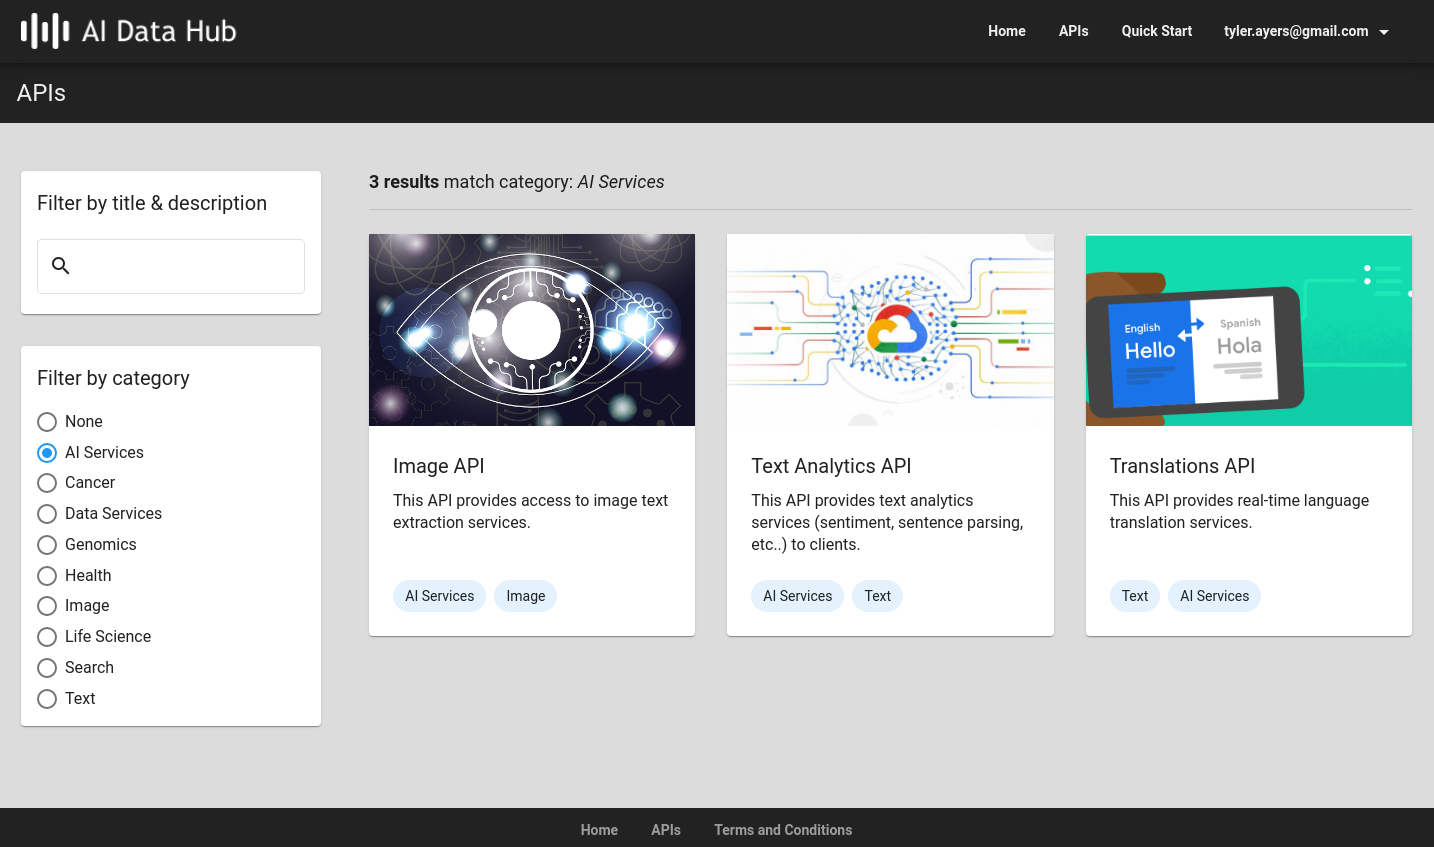 AI Data Hub
Home
APIs
Quick Start
tyler.ayers@gmail.com
APIs
Filter by title & description
Filter by category
None
AI Services
Cancer
Data Services
Genomics
Health
Image
Life Science
Search
Text
3 results match category: AI Services
Image API
This API provides access to image text
extraction services.
AI Services
Image
Text Analytics API
This API provides text analytics
services (sentiment, sentence parsing,
etc..) to clients.
AI Services
Text
English
Hello
Spanish
Hola
Translations API
This API provides real-time language
translation services.
Text
AI Services
Home
APIs
Terms and Conditions